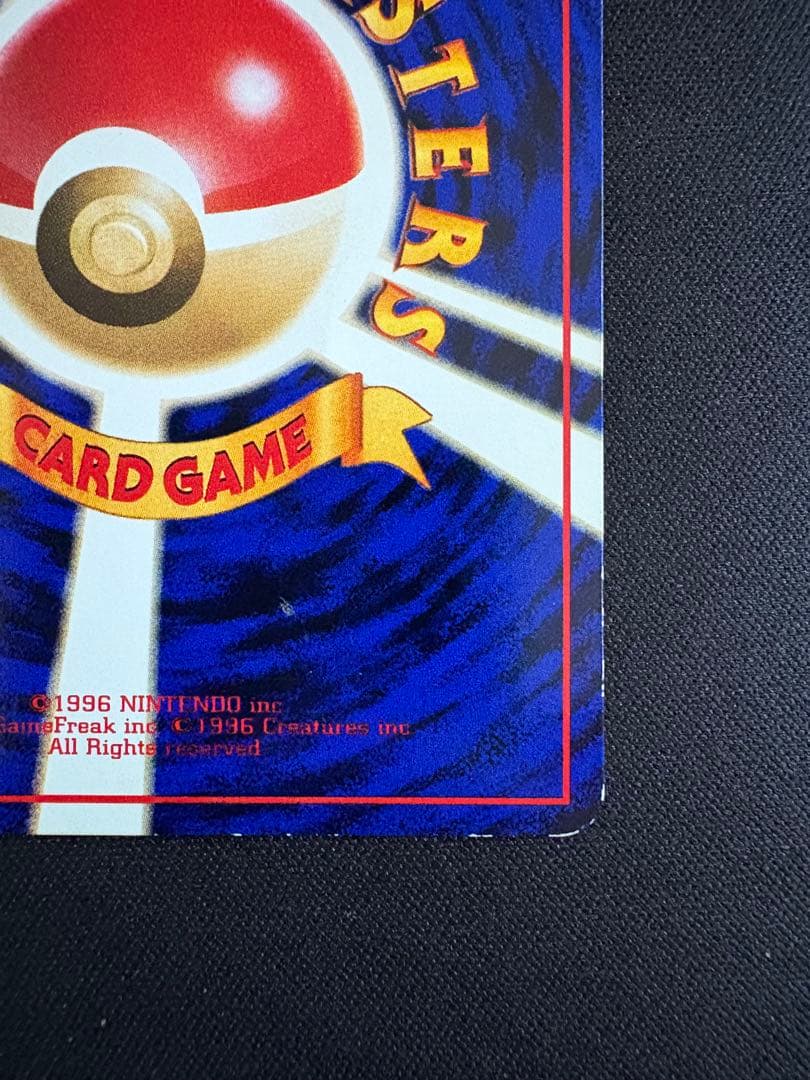 STERS
CARD GAME
©1996 NINTENDO inc
GameFreak inc ©1996 Creatures inc
All Rights reserved